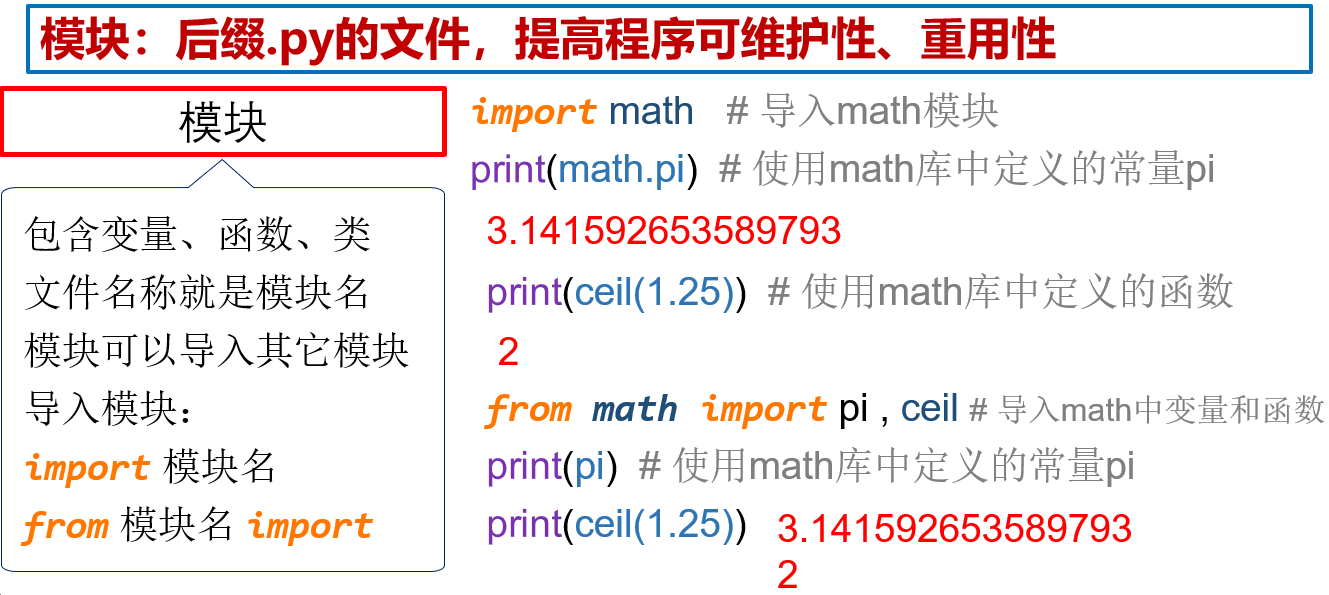 模块：后缀.py的文件，提高程序可维护性、重用性
模块
包含变量、函数、类
文件名称就是模块名
模块可以导入其它模块
导入模块：
import 模块名
from 模块名 import
import math # 导入math模块
print(math.pi) # 使用math库中定义的常量pi
3.141592653589793
print(ceil(1.25)) # 使用math库中定义的函数
2
from math import pi , ceil # 导入math中变量和函数
print(pi) # 使用math库中定义的常量pi
print(ceil(1.25))
3.141592653589793
2